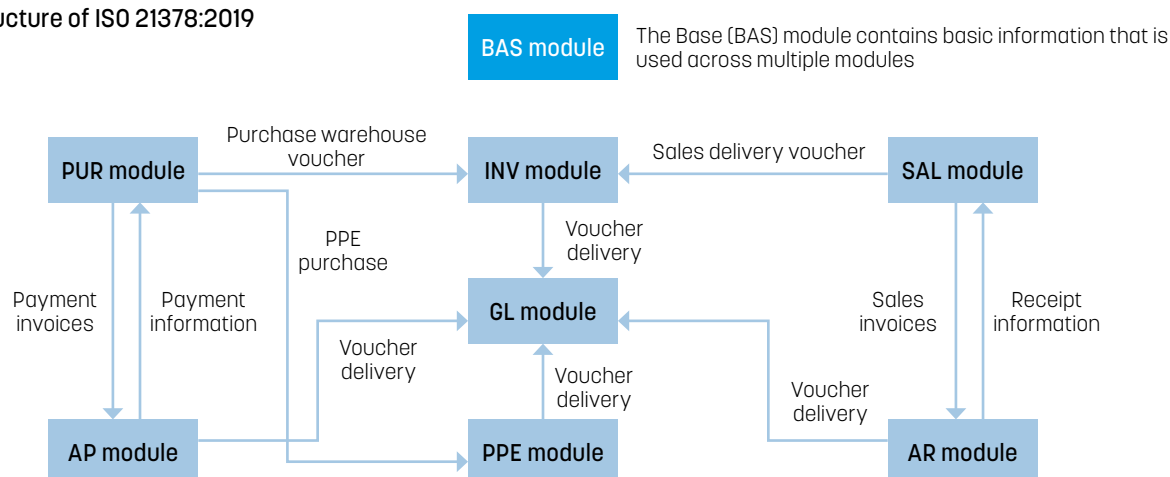 ucture of ISO 21378:2019
BAS module
The Base (BAS) module contains basic information that is
used across multiple modules
PUR module
Purchase warehouse
voucher
INV module
Sales delivery voucher
SAL module
PPE
purchase
Voucher
delivery
Payment
invoices
Payment
information
GL module
Sales
invoices
Receipt
information
Voucher
delivery
Voucher
delivery
Voucher
delivery
AP module
PPE module
AR module